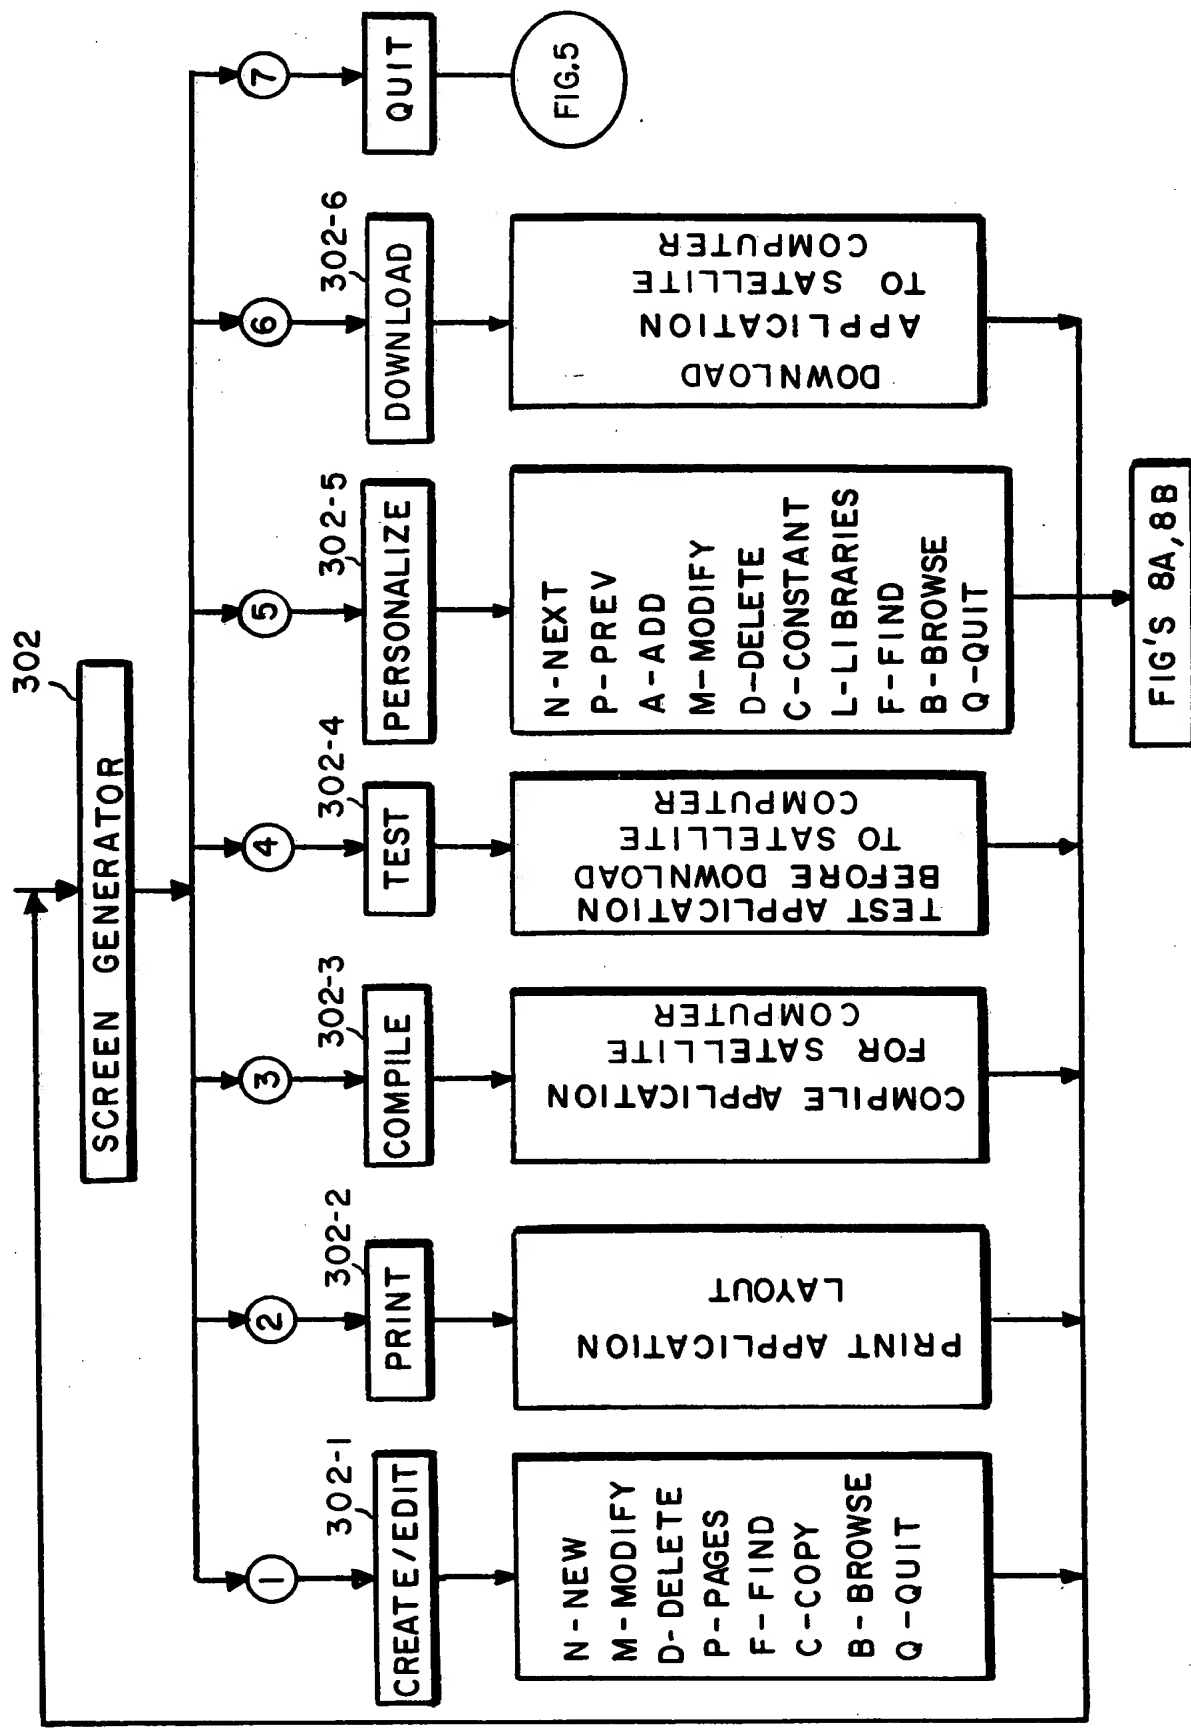 302
SCREEN GENERATOR
1
302-1
CREATE/EDIT
N-NEW
M-MODIFY
D-DELETE
P-PAGES
F-FIND
C-COPY
B-BROWSE
Q-QUIT
2
302-2
PRINT
PRINT APPLICATION
LAYOUT
3
302-3
COMPILE
COMPILE APPLICATION
FOR SATELLITE
COMPUTER
4
302-4
TEST
TEST APPLICATION
BEFORE DOWNLOAD
TO SATELLITE
COMPUTER
5
302-5
PERSONALIZE
N-NEXT
P-PREV
A-ADD
M-MODIFY
D-DELETE
C-CONSTANT
L-LIBRARIES
F-FIND
B-BROWSE
Q-QUIT
6
302-6
DOWNLOAD
DOWNLOAD
APPLICATION
TO SATELLITE
COMPUTER
7
QUIT
FIG.5
FIG'S 8A,8B